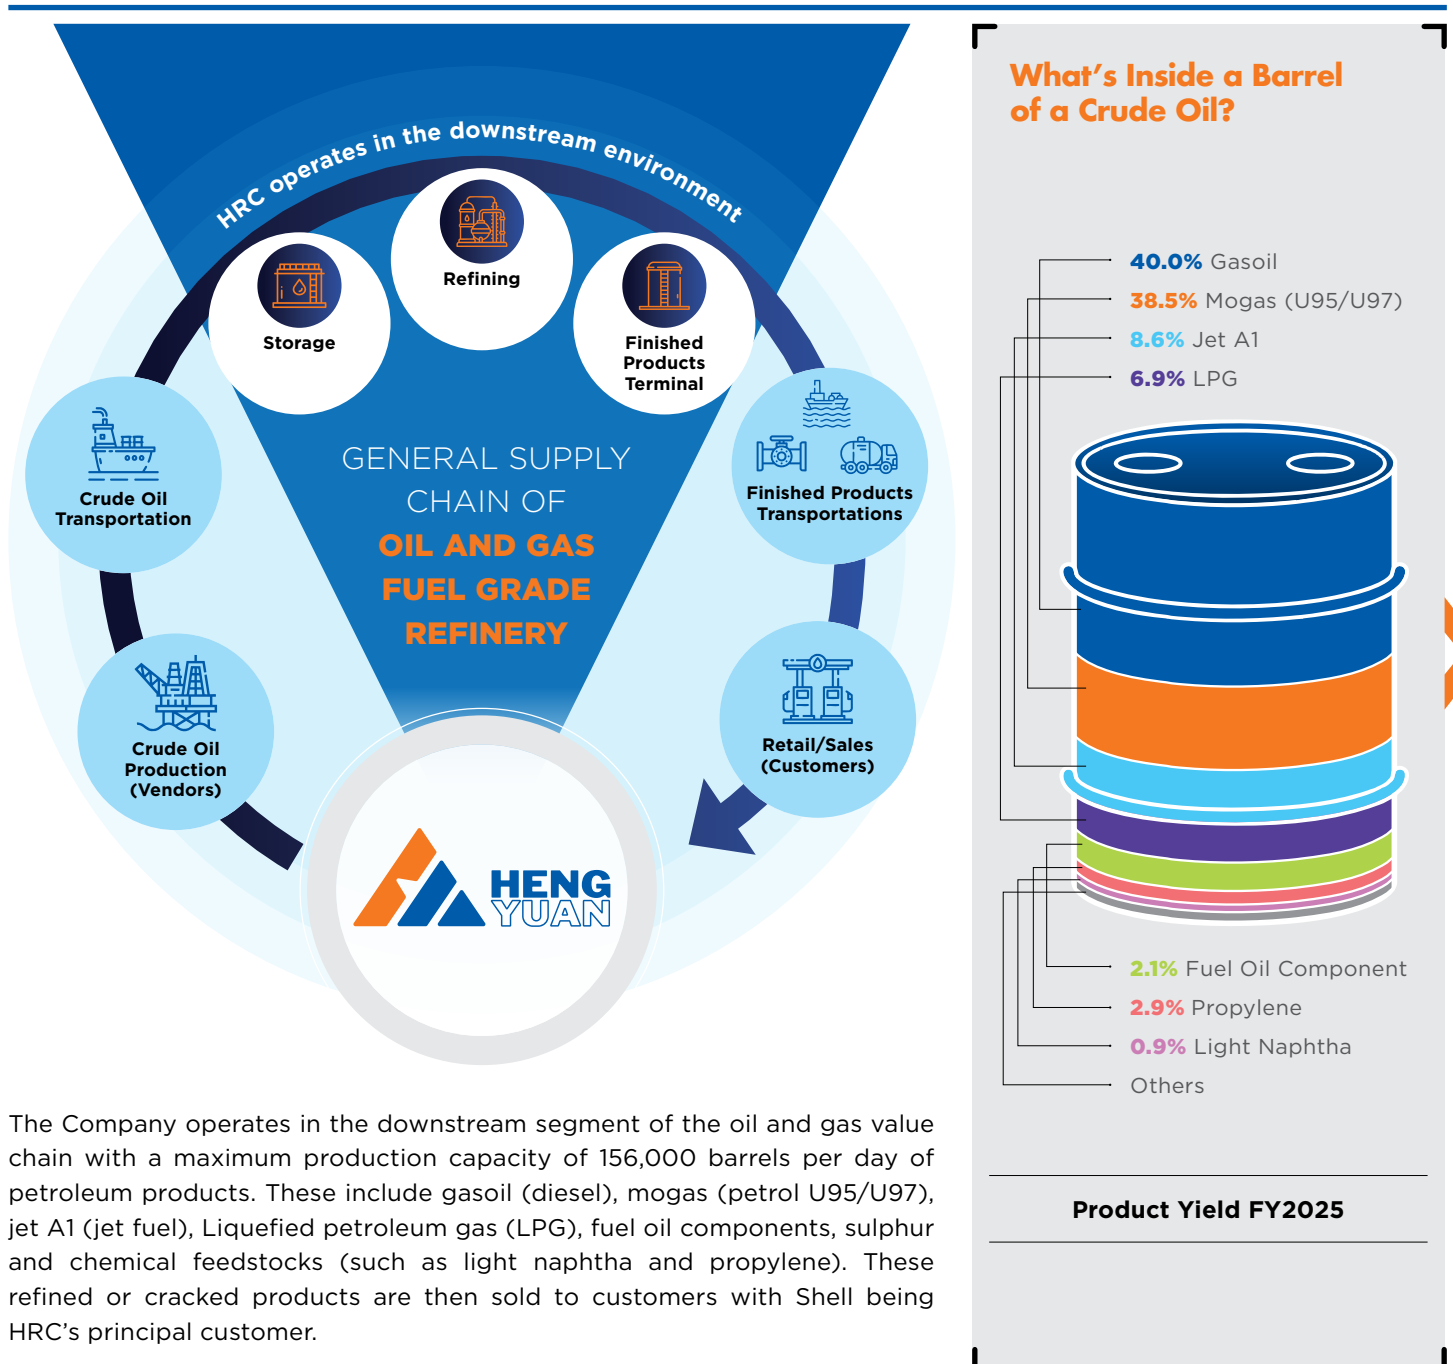 HRC operates in the downstream environment
Refining
Storage
Finished
Products
Terminal
Crude Oil
Transportation
Finished Products
Transportations
GENERAL SUPPLY
CHAIN OF
OIL AND GAS
FUEL GRADE
REFINERY
Crude Oil
Production
(Vendors)
Retail/Sales
(Customers)
HENG
YUAN
The Company operates in the downstream segment of the oil and gas value
chain with a maximum production capacity of 156,000 barrels per day of
petroleum products. These include gasoil (diesel), mogas (petrol U95/U97),
jet A1 (jet fuel), Liquefied petroleum gas (LPG), fuel oil components, sulphur
and chemical feedstocks (such as light naphtha and propylene). These
refined or cracked products are then sold to customers with Shell being
HRC’s principal customer.
What’s Inside a Barrel
of a Crude Oil?
40.0% Gasoil
38.5% Mogas (U95/U97)
8.6% Jet A1
6.9% LPG
2.1% Fuel Oil Component
2.9% Propylene
0.9% Light Naphtha
Others
Product Yield FY2025